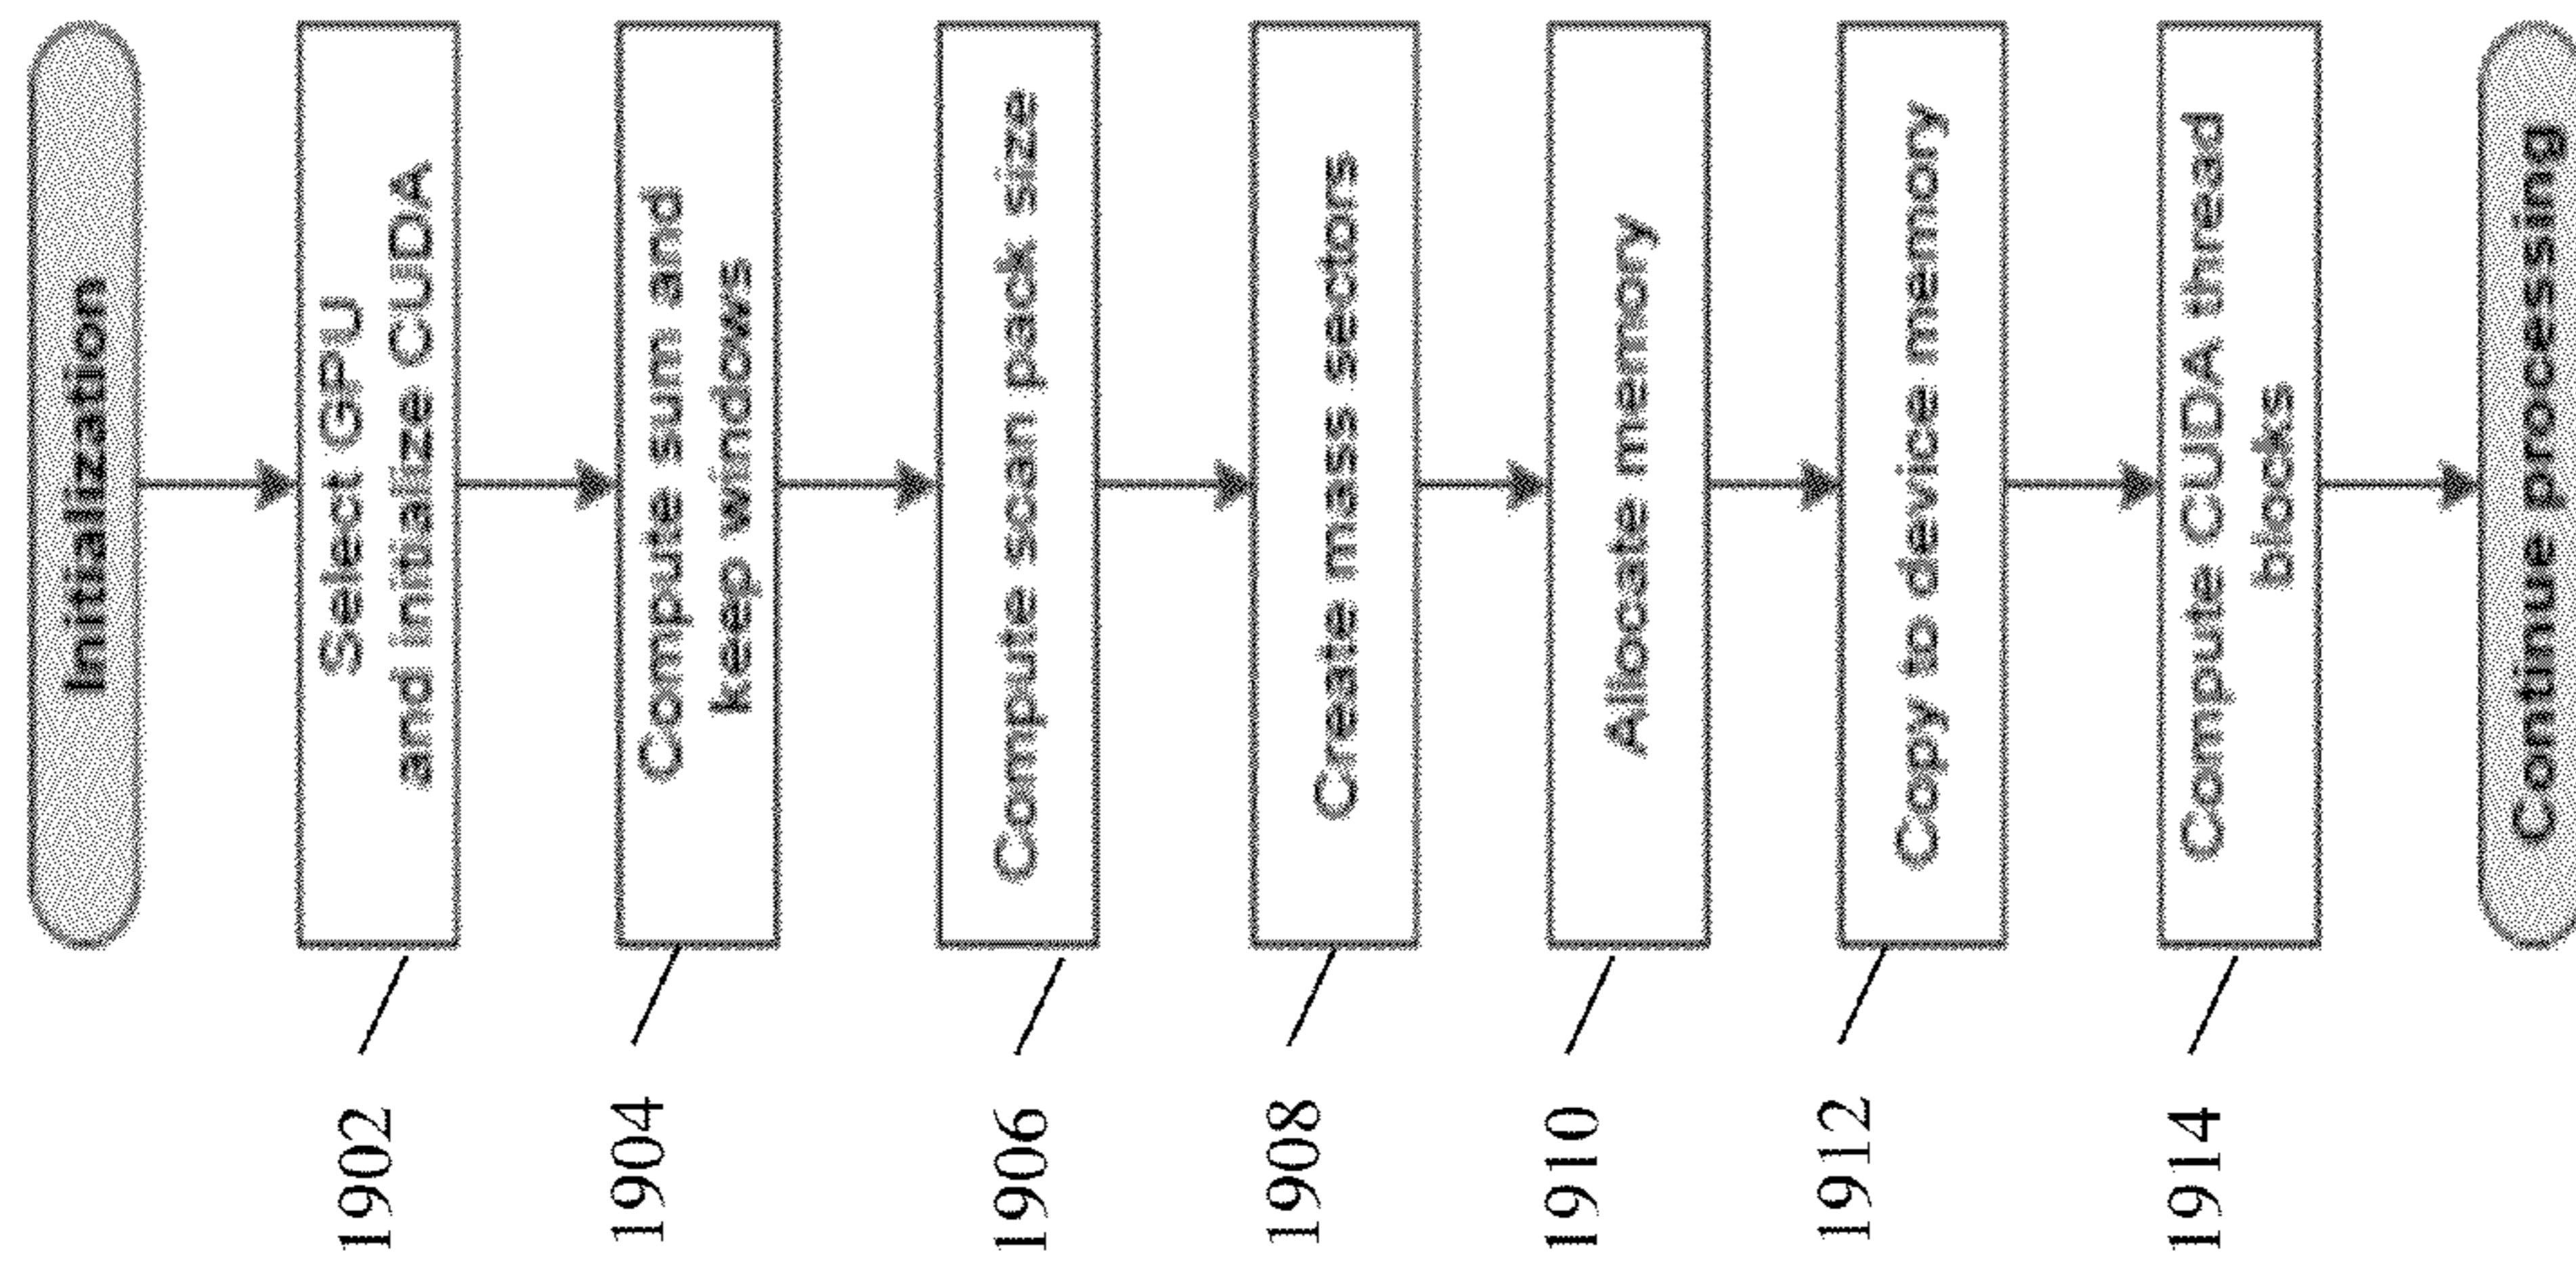 Initialization
1902
Select GPU
and initialize CUDA
1904
Compute sum and
keep windows
1906
Compute scan pack size
1908
Create mass sectors
1910
Allocate memory
1912
Copy to device memory
1914
Compute CUDA thread
blocks
Continue processing